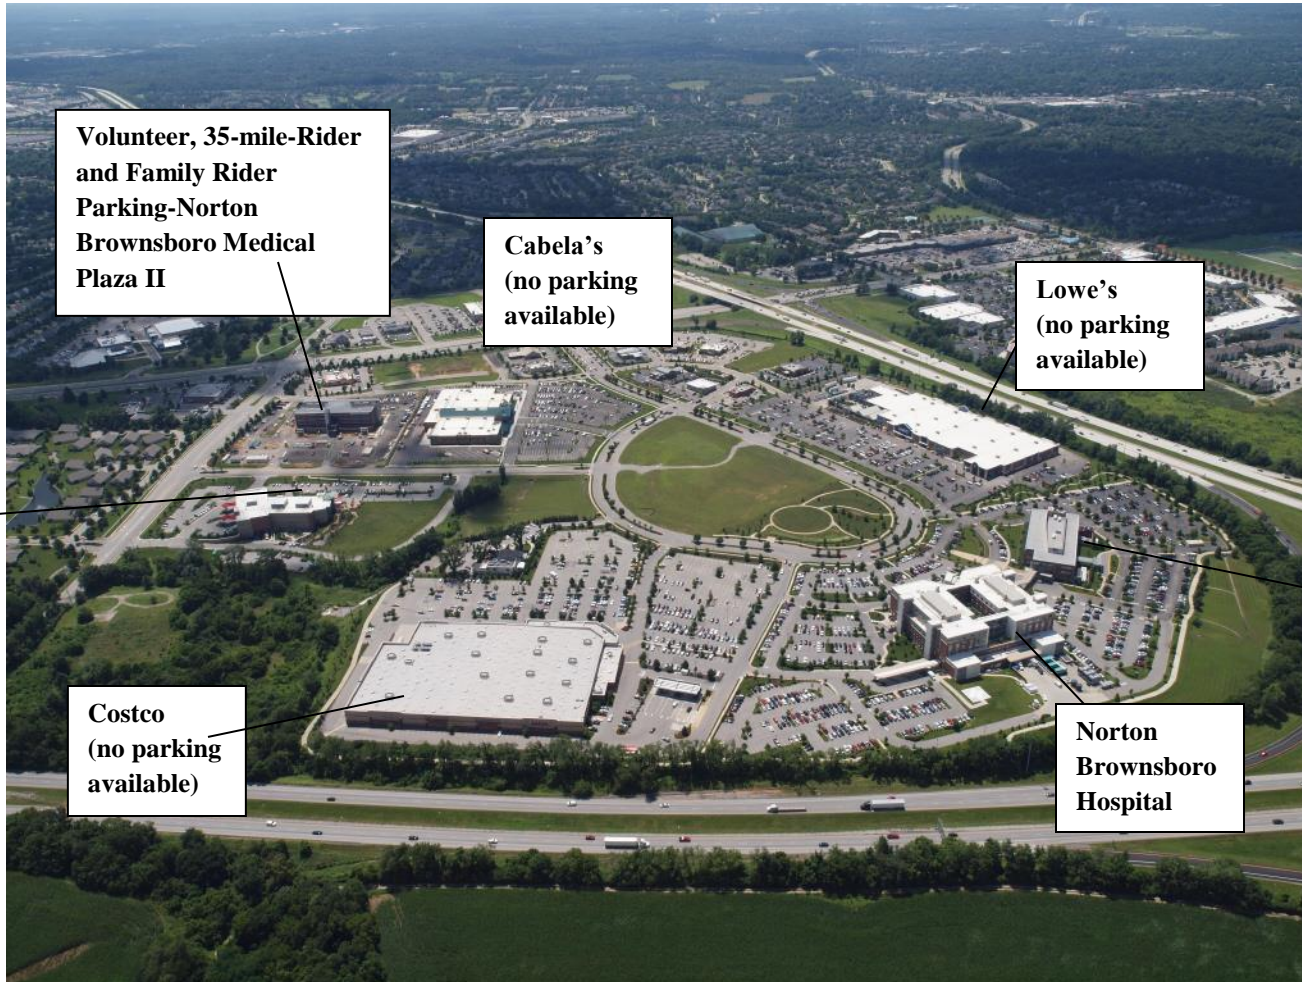 Volunteer, 35-mile-Rider
and Family Rider
Parking-Norton
Brownsboro Medical
Plaza II
Cabela’s
(no parking
available)
Lowe’s
(no parking
available)
Costco
(no parking
available)
Norton
Brownsboro
Hospital